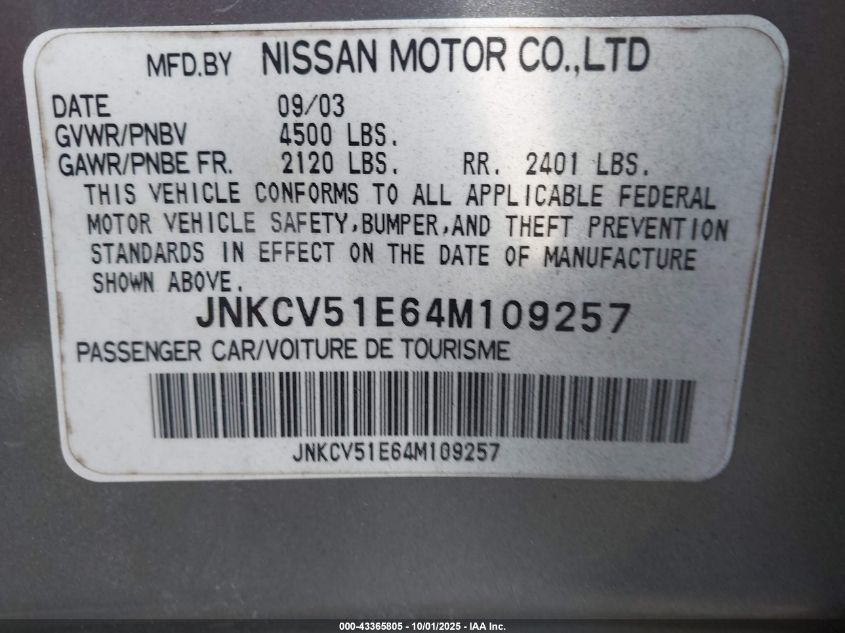 MFD.BY NISSAN MOTOR CO.,LTD
DATE 09/03
GVWR/PNBV 4500 LBS.
GAWR/PNBE FR. 2120 LBS. RR. 2401 LBS.
THIS VEHICLE CONFORMS TO ALL APPLICABLE FEDERAL
MOTOR VEHICLE SAFETY,BUMPER,AND THEFT PREVENTION
STANDARDS IN EFFECT ON THE DATE OF MANUFACTURE
SHOWN ABOVE.
JNKCV51E64M109257
PASSENGER CAR/VOITURE DE TOURISME
JNKCV51E64M109257
000-43365805 - 10/01/2025 - IAA Inc.